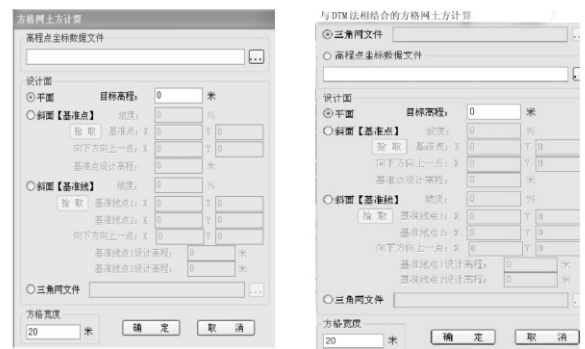 方格网土方计算
高程点坐标数据文件
...
设计面
平面 目标高程: 0 米
斜面【基准点】 坡度: 0 %
拾 取 基准点: X 0 Y 0
向下方向上一点: X 0 Y 0
基准点设计高程: 0 米
斜面【基准线】 坡度: 0 %
拾 取 基准线点1: X 0 Y 0
基准线点2: X 0 Y 0
向下方向上一点: X 0 Y 0
基准线点1设计高程: 0 米
基准线点2设计高程: 0 米
三角网文件 ...
方格宽度
20 米 确 定 取 消
与DTM法相结合的方格网土方计算
三角网文件
高程点坐标数据文件
设计面
平面 目标高程: 0 米
斜面【基准点】 坡度: 0 %
拾 取 基准点: X 0 Y 0
向下方向上一点: X 0 Y 0
基准点设计高程: 0 米
斜面【基准线】 坡度: 0 %
拾 取 基准线点1: X 0 Y 0
基准线点2: X 0 Y 0
向下方向上一点: X 0 Y 0
基准线点1设计高程: 0 米
基准线点2设计高程: 0 米
三角网文件
方格宽度
20 米 确 定 取 消